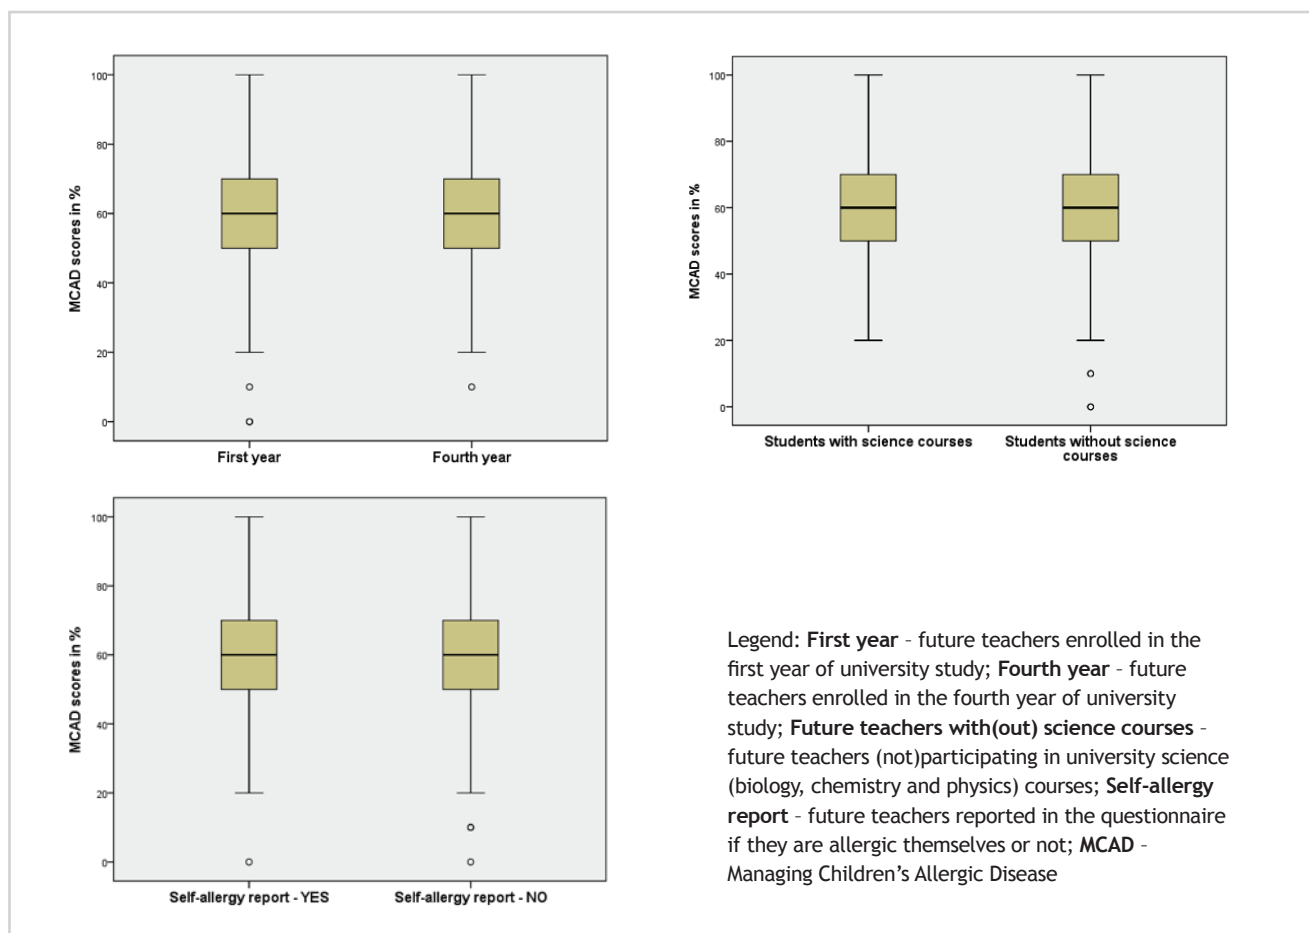 MCAD scores in %
100
80
60
40
20
0
First year
Fourth year
MCAD scores in %
100
80
60
40
20
0
Students with science courses
Students without science
courses
MCAD scores in %
100
80
60
40
20
0
Self-allergy report - YES
Self-allergy report - NO
Legend: First year – future teachers enrolled in the
first year of university study; Fourth year – future
teachers enrolled in the fourth year of university
study; Future teachers with(out) science courses –
future teachers (not)participating in university science
(biology, chemistry and physics) courses; Self-allergy
report – future teachers reported in the questionnaire
if they are allergic themselves or not; MCAD –
Managing Children’s Allergic Disease